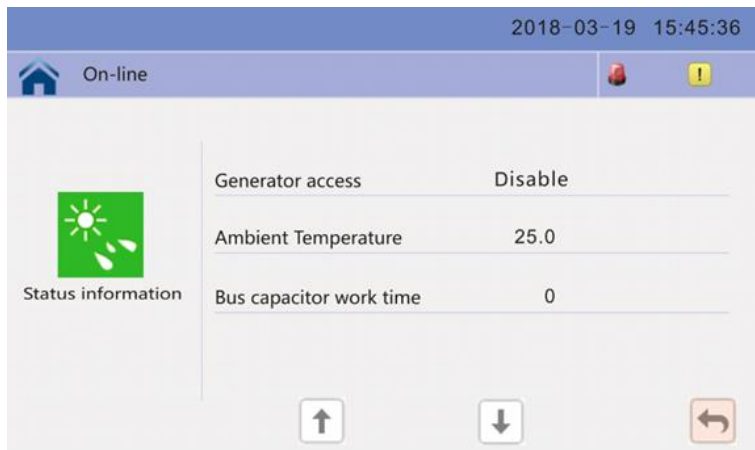 2018-03-19 15:45:36
On-line
!
Generator access Disable
Ambient Temperature 25.0
Status information
Bus capacitor work time 0